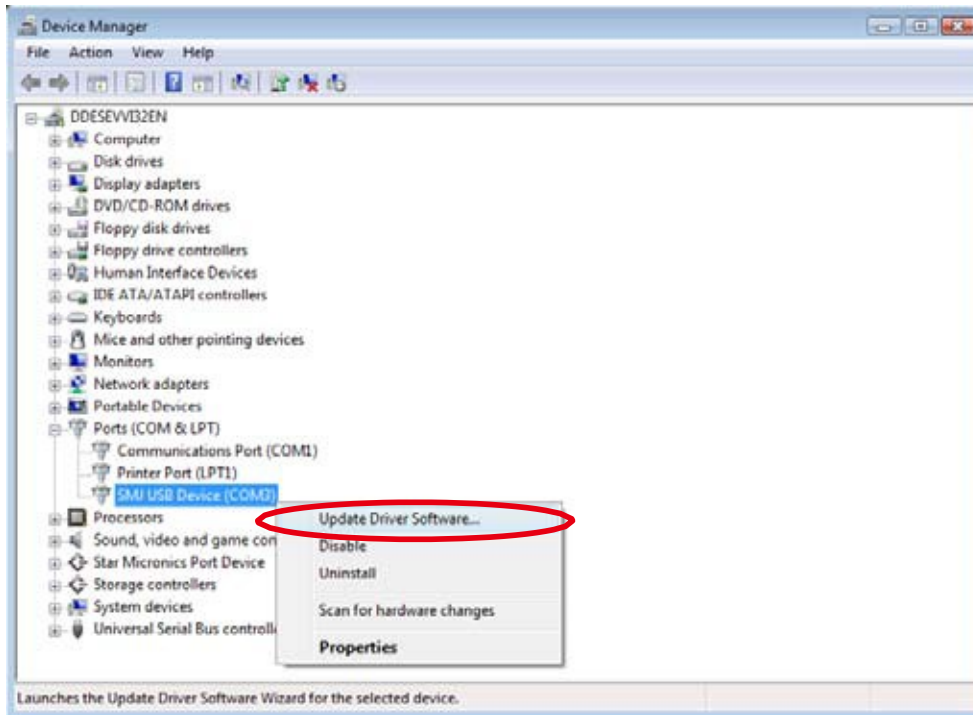 Device Manager
File Action View Help
DDESEVVI32EN
Computer
Disk drives
Display adapters
DVD/CD-ROM drives
Floppy disk drives
Floppy drive controllers
Human Interface Devices
IDE ATA/ATAPI controllers
Keyboards
Mice and other pointing devices
Monitors
Network adapters
Portable Devices
Ports (COM & LPT)
Communications Port (COM1)
Printer Port (LPT1)
SMJ USB Device (COM3)
Processors
Sound, video and game con
Star Micronics Port Device
Storage controllers
System devices
Universal Serial Bus controll
Update Driver Software...
Disable
Uninstall
Scan for hardware changes
Properties
Launches the Update Driver Software Wizard for the selected device.